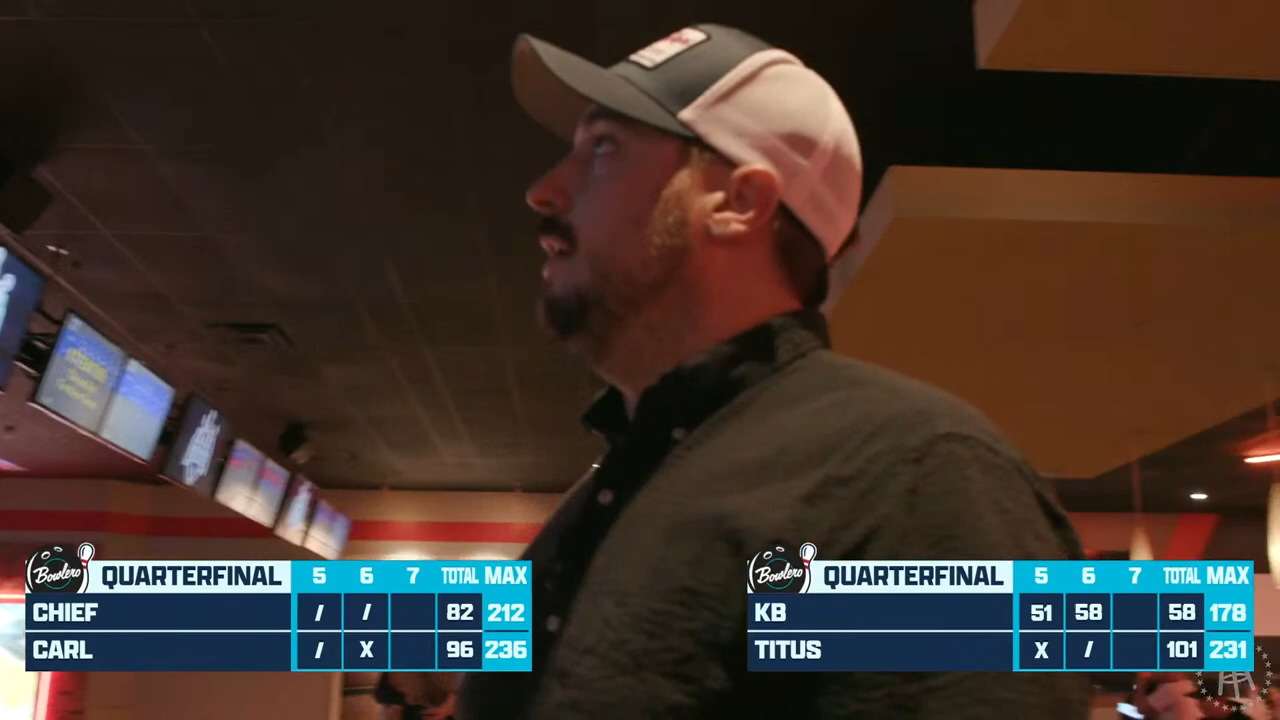 Bowlero QUARTERFINAL 5 6 7 TOTAL MAX
CHIEF / / 82 212
CARL / X 96 236
Bowlero QUARTERFINAL 5 6 7 TOTAL MAX
KB 51 58 58 178
TITUS X / 101 231